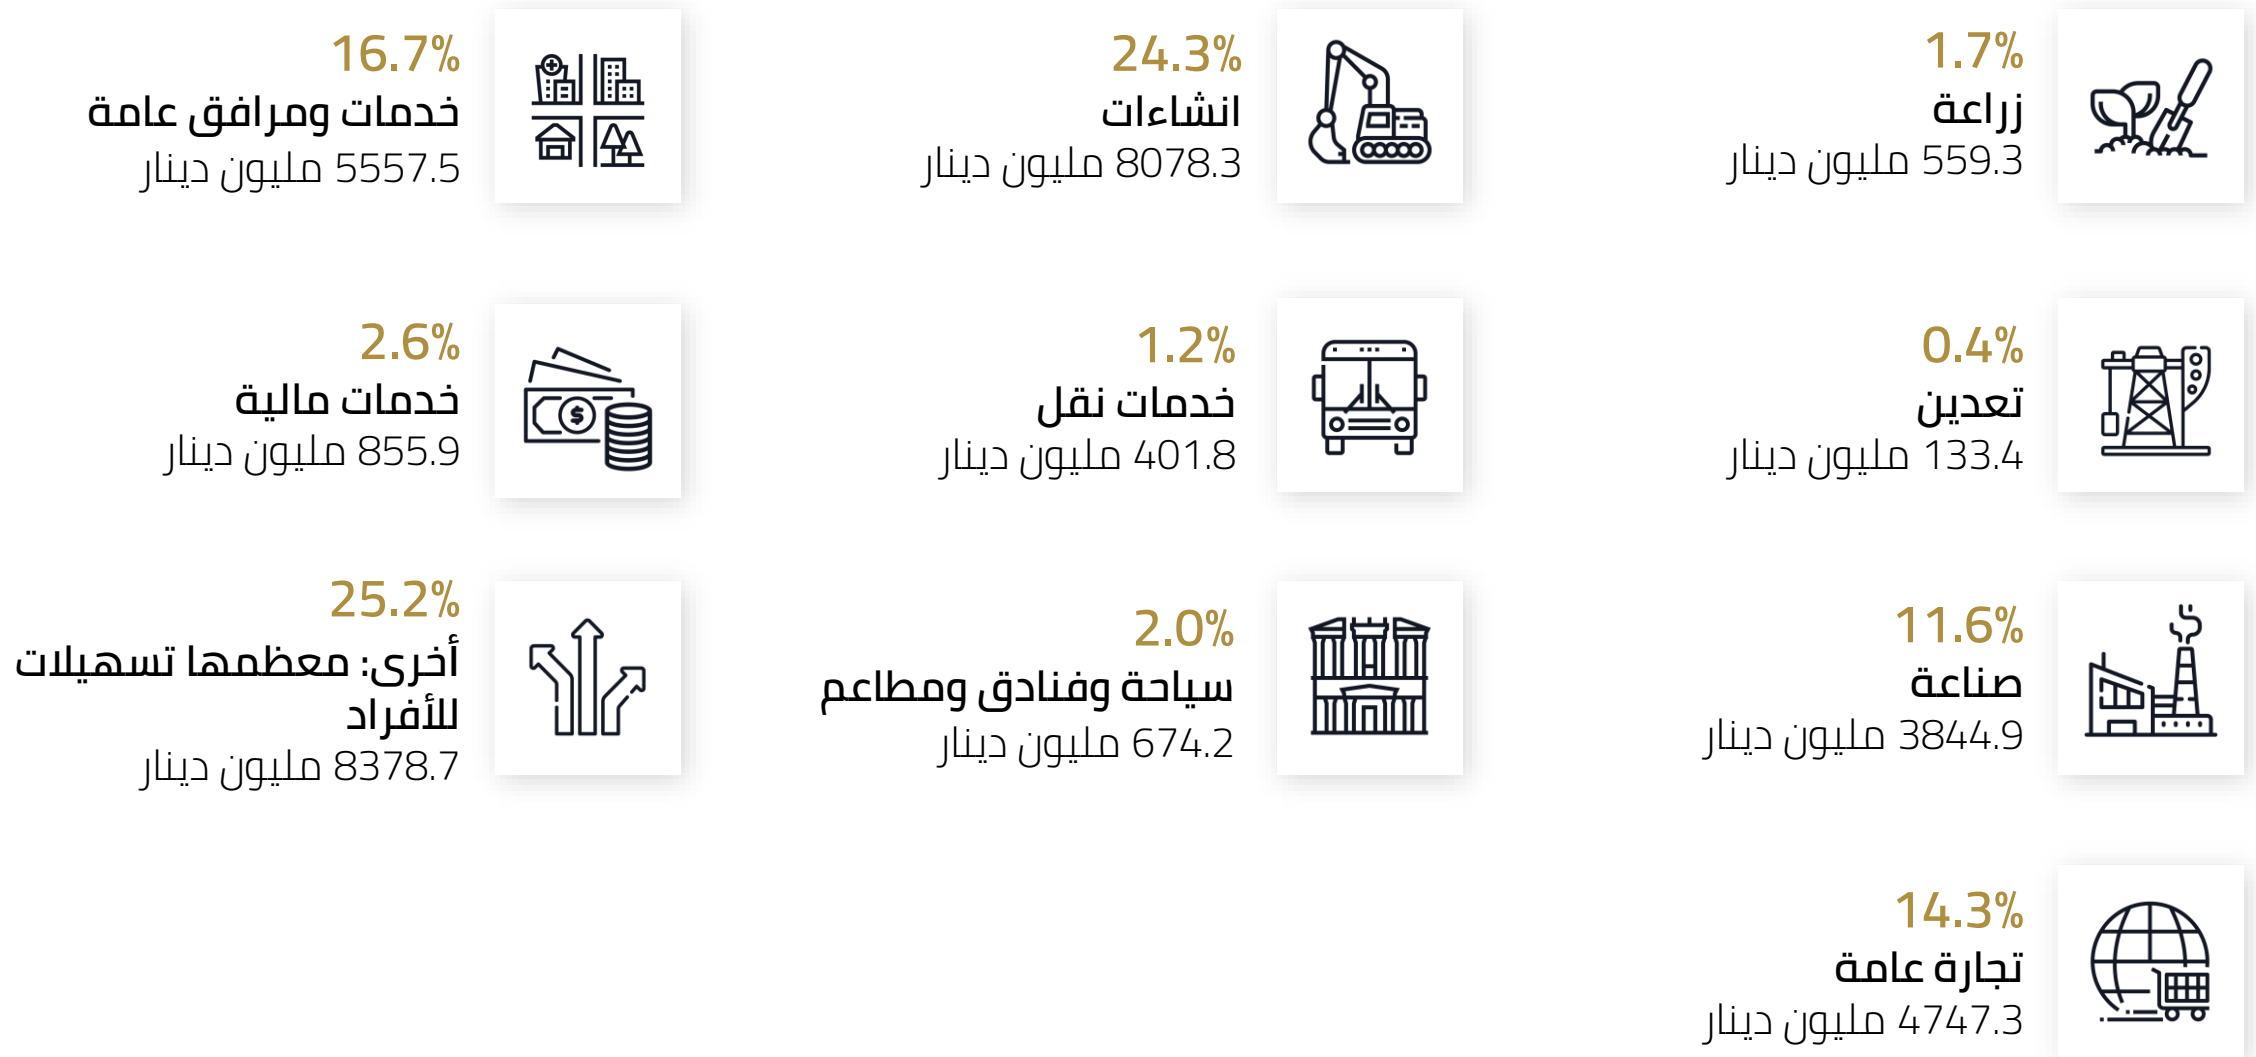 1.7%
زراعة
559.3 مليون دينار
0.4%
تعدين
133.4 مليون دينار
11.6%
صناعة
3844.9 مليون دينار
14.3%
تجارة عامة
4747.3 مليون دينار
24.3%
انشاءات
8078.3 مليون دينار
1.2%
خدمات نقل
401.8 مليون دينار
2.0%
سياحة وفنادق ومطاعم
674.2 مليون دينار
16.7%
خدمات ومرافق عامة
5557.5 مليون دينار
2.6%
خدمات مالية
855.9 مليون دينار
25.2%
أخرى: معظمها تسهيلات
للأفراد
8378.7 مليون دينار